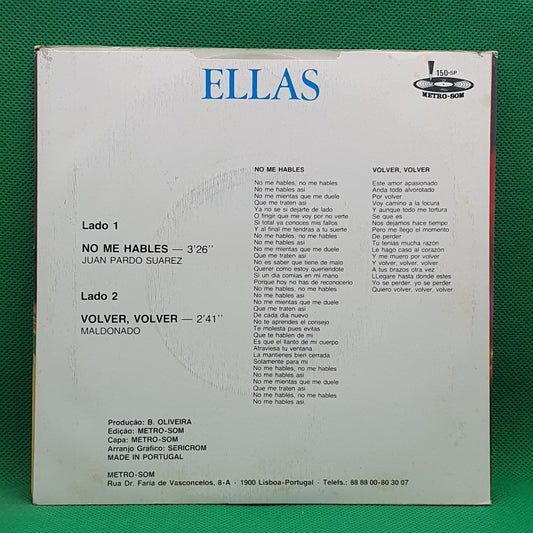 ELLAS
150-SP
METRO-SOM
Lado 1
NO ME HABLES — 3'26''
JUAN PARDO SUAREZ
Lado 2
VOLVER, VOLVER — 2'41''
MALDONADO
NO ME HABLES
No me hables, no me hables
No me hables asi
No me mientas que me duele
Que me traten asi
Ya no se si dejarte de lado
O fingir que me voy por no verte
Si total ya conoces mis fallos
Y al final me tendras a tu suerte
No me hables, no me hables
No me hables asi
No me mientas que me duele
Que me traten asi
No es saber que tiene de malo
Querer como estoy queriendote
Si un dia comias en mi mano
Porque hoy no has de reconocerlo
No me hables, no me hables
No me hables asi
No me mientas que me duele
Que me traten asi
De cada dia nuevo
No te aprendes el consejo
Te molesta pues evitas
Que te hablen de mi
Es que el llanto de mi cuerpo
Atraviesa tu ventana
La mantienes bien cerrada
Solamente para mi
No me hables, no me hables
No me hables asi
No me mientas que me duele
Que me traten asi
No me hables, no me hables
No me hables asi
VOLVER, VOLVER
Este amor apasionado
Anda todo alvorotado
Por volver
Voy camino a la locura
Y aunque todo me tortura
Se que es
Nos dejamos hace tiempo
Pero me llego el momento
De perder
Tu tenias mucha razón
Le hago caso al corazón
Y me muero por volver
Y volver, volver, volver
A tus brazos otra vez
LLegare hasta donde estes
Yo se perder, yo se perder
Quiero volver, volver, volver
Produção: B. OLIVEIRA
Edição: METRO-SOM
Capa: METRO-SOM
Arranjo Grafico: SERICROM
MADE IN PORTUGAL
METRO-SOM
Rua Dr. Faria de Vasconcelos, 8-A - 1900 Lisboa-Portugal - Telefs.: 88 88 00-80 30 07